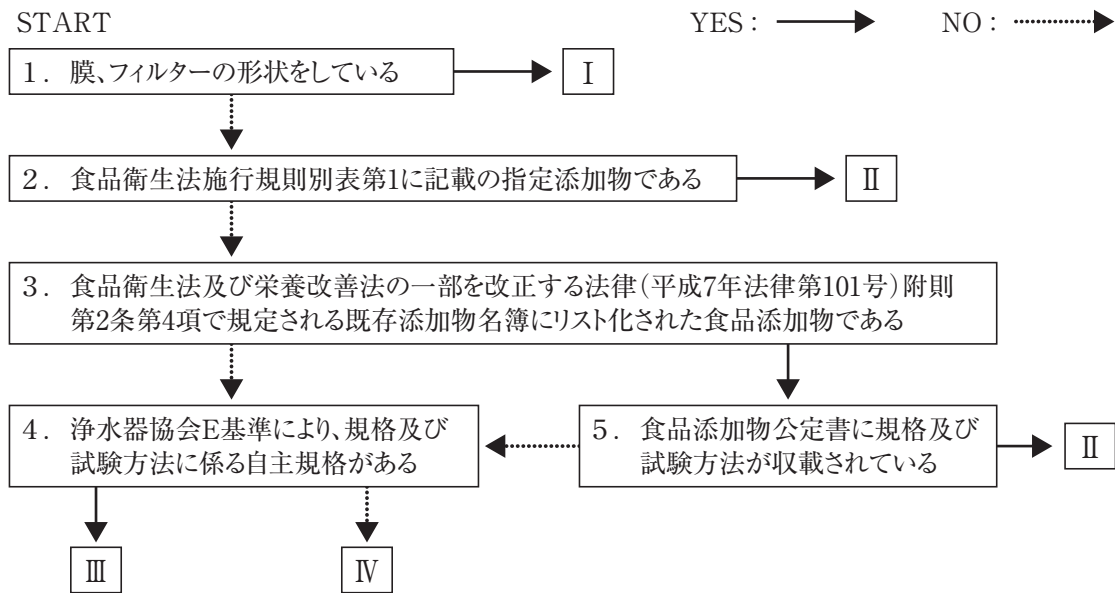 START
YES：
NO：
1．膜、フィルターの形状をしている
Ⅰ
2．食品衛生法施行規則別表第1に記載の指定添加物である
Ⅱ
3．食品衛生法及び栄養改善法の一部を改正する法律（平成7年法律第101号）附則
第2条第4項で規定される既存添加物名簿にリスト化された食品添加物である
4．浄水器協会E基準により、規格及び
試験方法に係る自主規格がある
5．食品添加物公定書に規格及び
試験方法が収載されている
Ⅱ
Ⅲ
Ⅳ